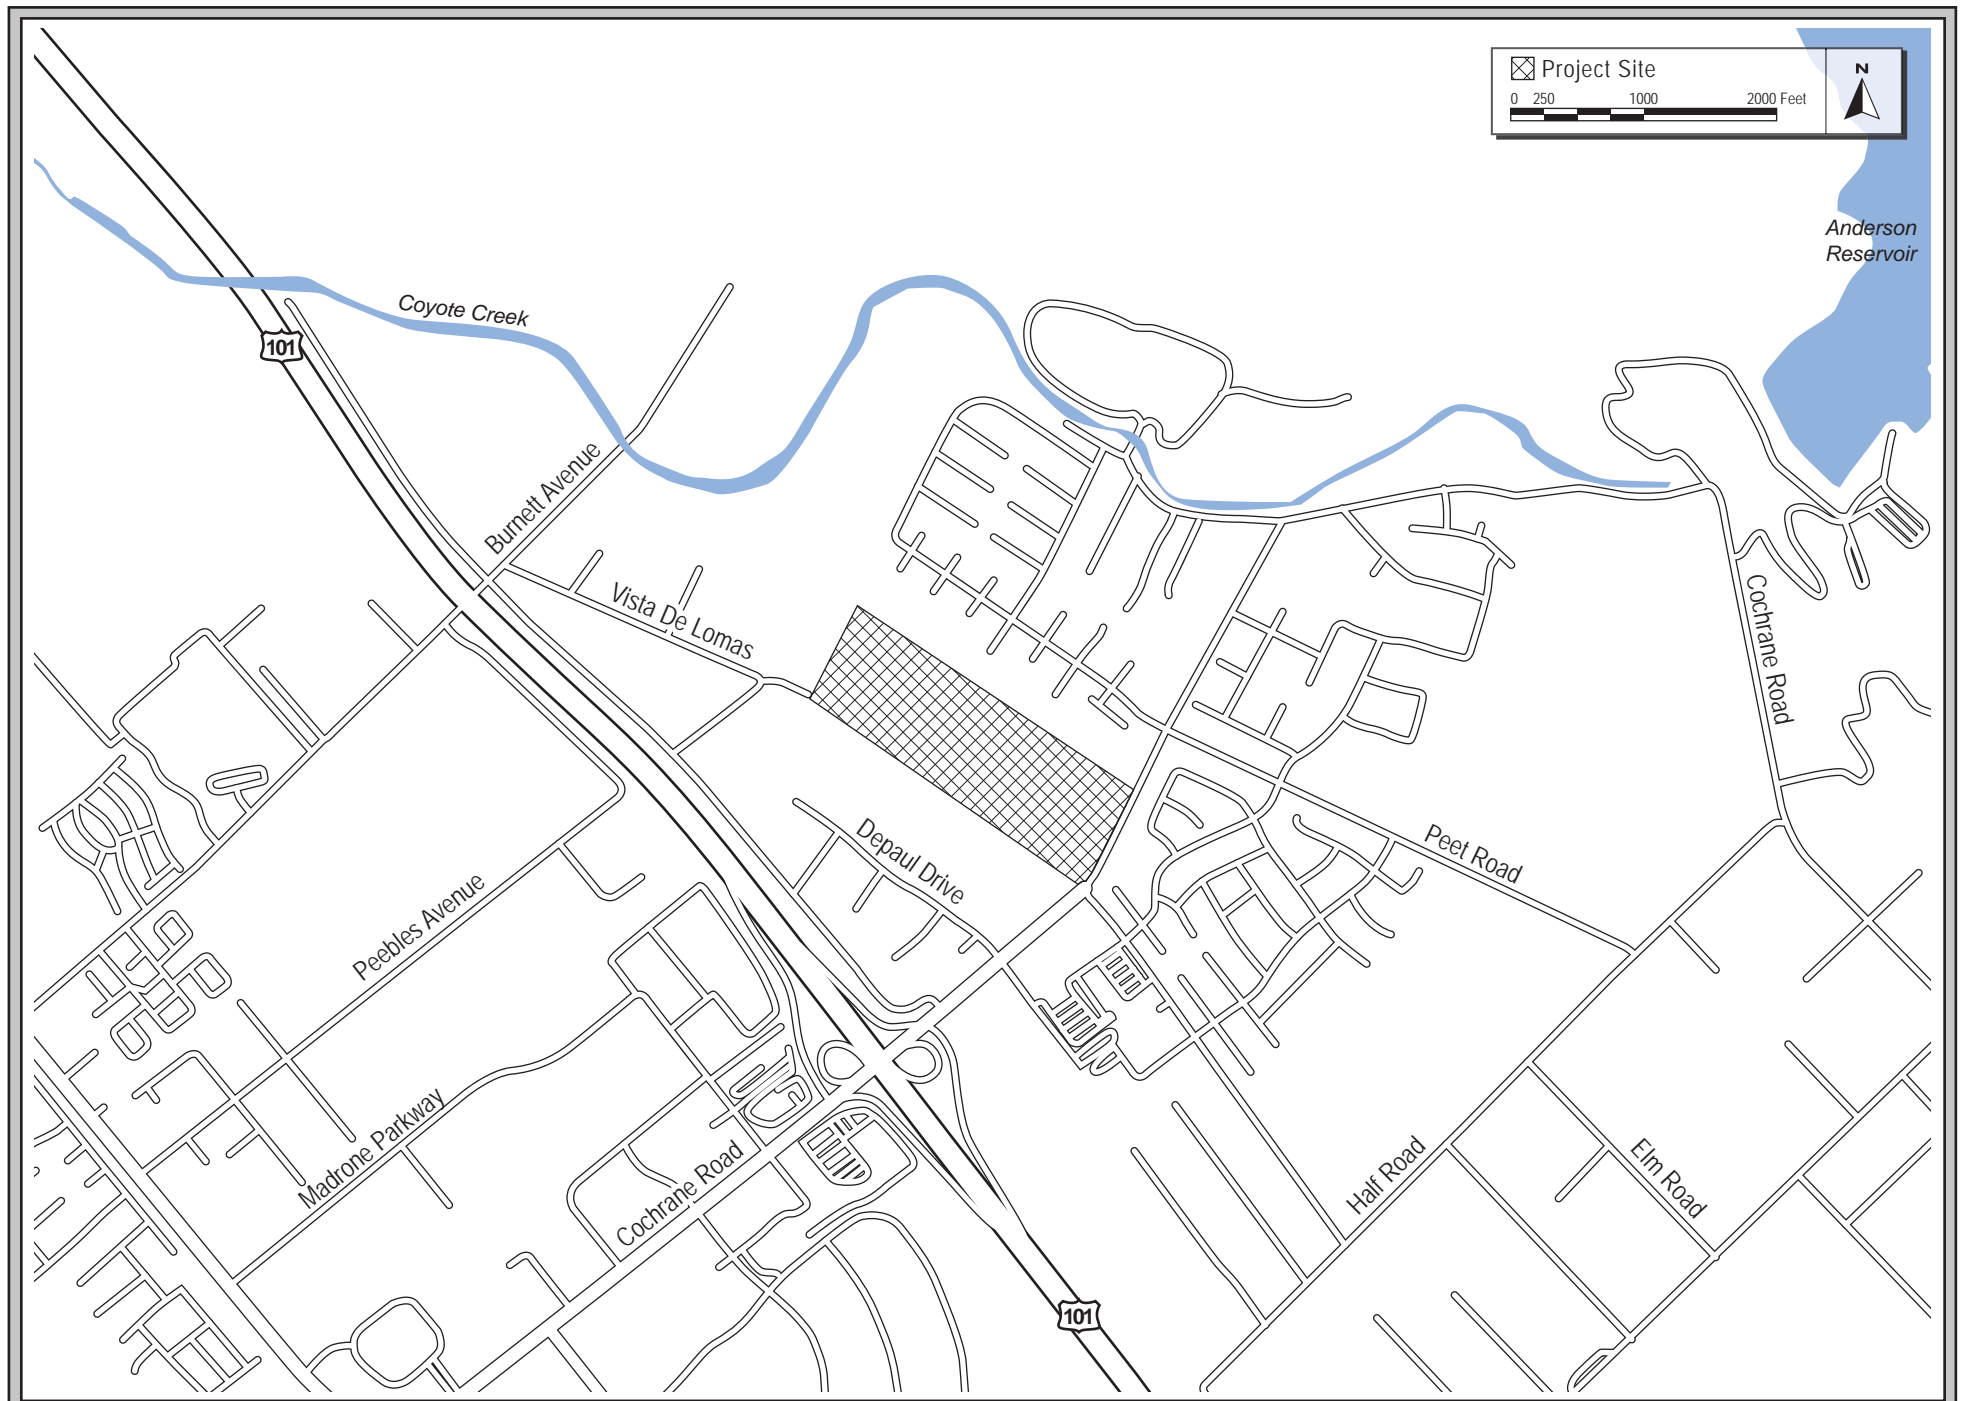 Project Site
0 250 1000 2000 Feet
N
Anderson
Reservoir
Coyote Creek
101
Burnett Avenue
Vista De Lomas
Cochrane Road
Depaul Drive
Peet Road
Peebles Avenue
Madrone Parkway
Cochrane Road
Half Road
Elm Road
101